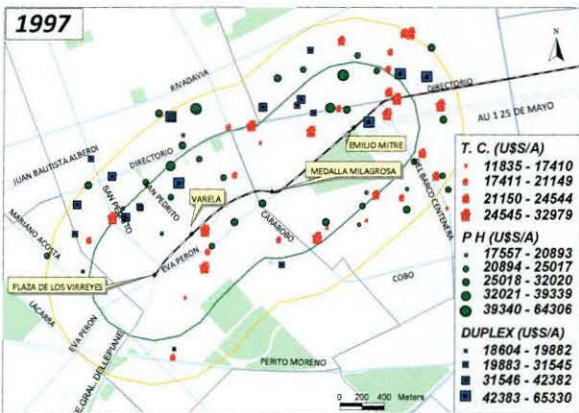 1997
N
RIVADAVIA
DIRECTORIO
AU 1 25 DE MAYO
JUAN BAUTISTA ALBERDI
DIRECTORIO
EMILIO MITRE
MEDALLA MILAGROSA
SAN PEDRITO
SAN PEDRITO
VARELA
CARABOBO
DEL BARCO CENTENERA
MARIANO ACOSTA
EVA PERON
COBO
PLAZA DE LOS VIRREYES
LACARRA
EVA PERON
PERITO MORENO
E.GRAL. DELLEPIANE
0 200 400 Meters
T. C. (U$S/A)
11835 - 17410
17411 - 21149
21150 - 24544
24545 - 32979
P H (U$S/A)
17557 - 20893
20894 - 25017
25018 - 32020
32021 - 39339
39340 - 64306
DUPLEX (U$S/A)
18604 - 19882
19883 - 31545
31546 - 42382
42383 - 65330